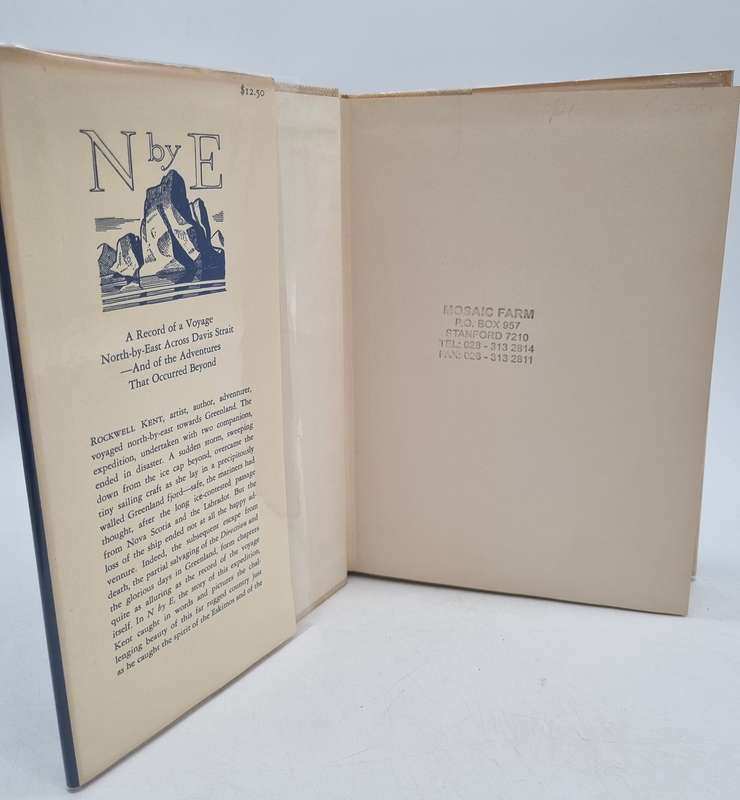 $12.50
N by E
A Record of a Voyage
North-by-East Across Davis Strait
—And of the Adventures
That Occurred Beyond
ROCKWELL KENT, artist, author, adventurer,
voyaged north-by-east towards Greenland. The
expedition, undertaken with two companions,
ended in disaster. A sudden storm, sweeping
down from the ice cap beyond, overcame the
tiny sailing craft as she lay in a precipitously
walled Greenland fjord—safe, the mariners had
thought, after the long ice-contested passage
from Nova Scotia and the Labrador. But the
loss of the ship ended not at all the happy ad-
venture. Indeed, the subsequent escape from
death, the partial salvaging of the Direction and
the glorious days in Greenland, form chapters
quite as alluring as the record of the voyage
itself. In N by E, the story of this expedition,
Kent caught in words and pictures the chal-
lenging beauty of this far rugged country just
as he caught the spirit of the Eskimos and of the
MOSAIC FARM
P.O. BOX 957
STANFORD 7210
TEL: 028 - 313 2814
FAX: 028 - 313 2811